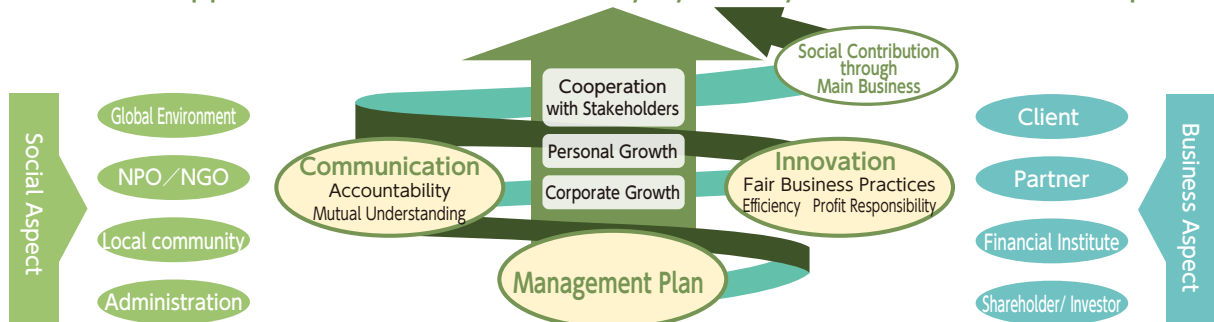 Social Contribution
through
Main Business
Cooperation
with Stakeholders
Personal Growth
Corporate Growth
Communication
Accountability
Mutual Understanding
Innovation
Fair Business Practices
Efficiency Profit Responsibility
Management Plan
Social Aspect
Global Environment
NPO／NGO
Local community
Administration
Client
Partner
Financial Institute
Shareholder/ Investor
Business Aspect